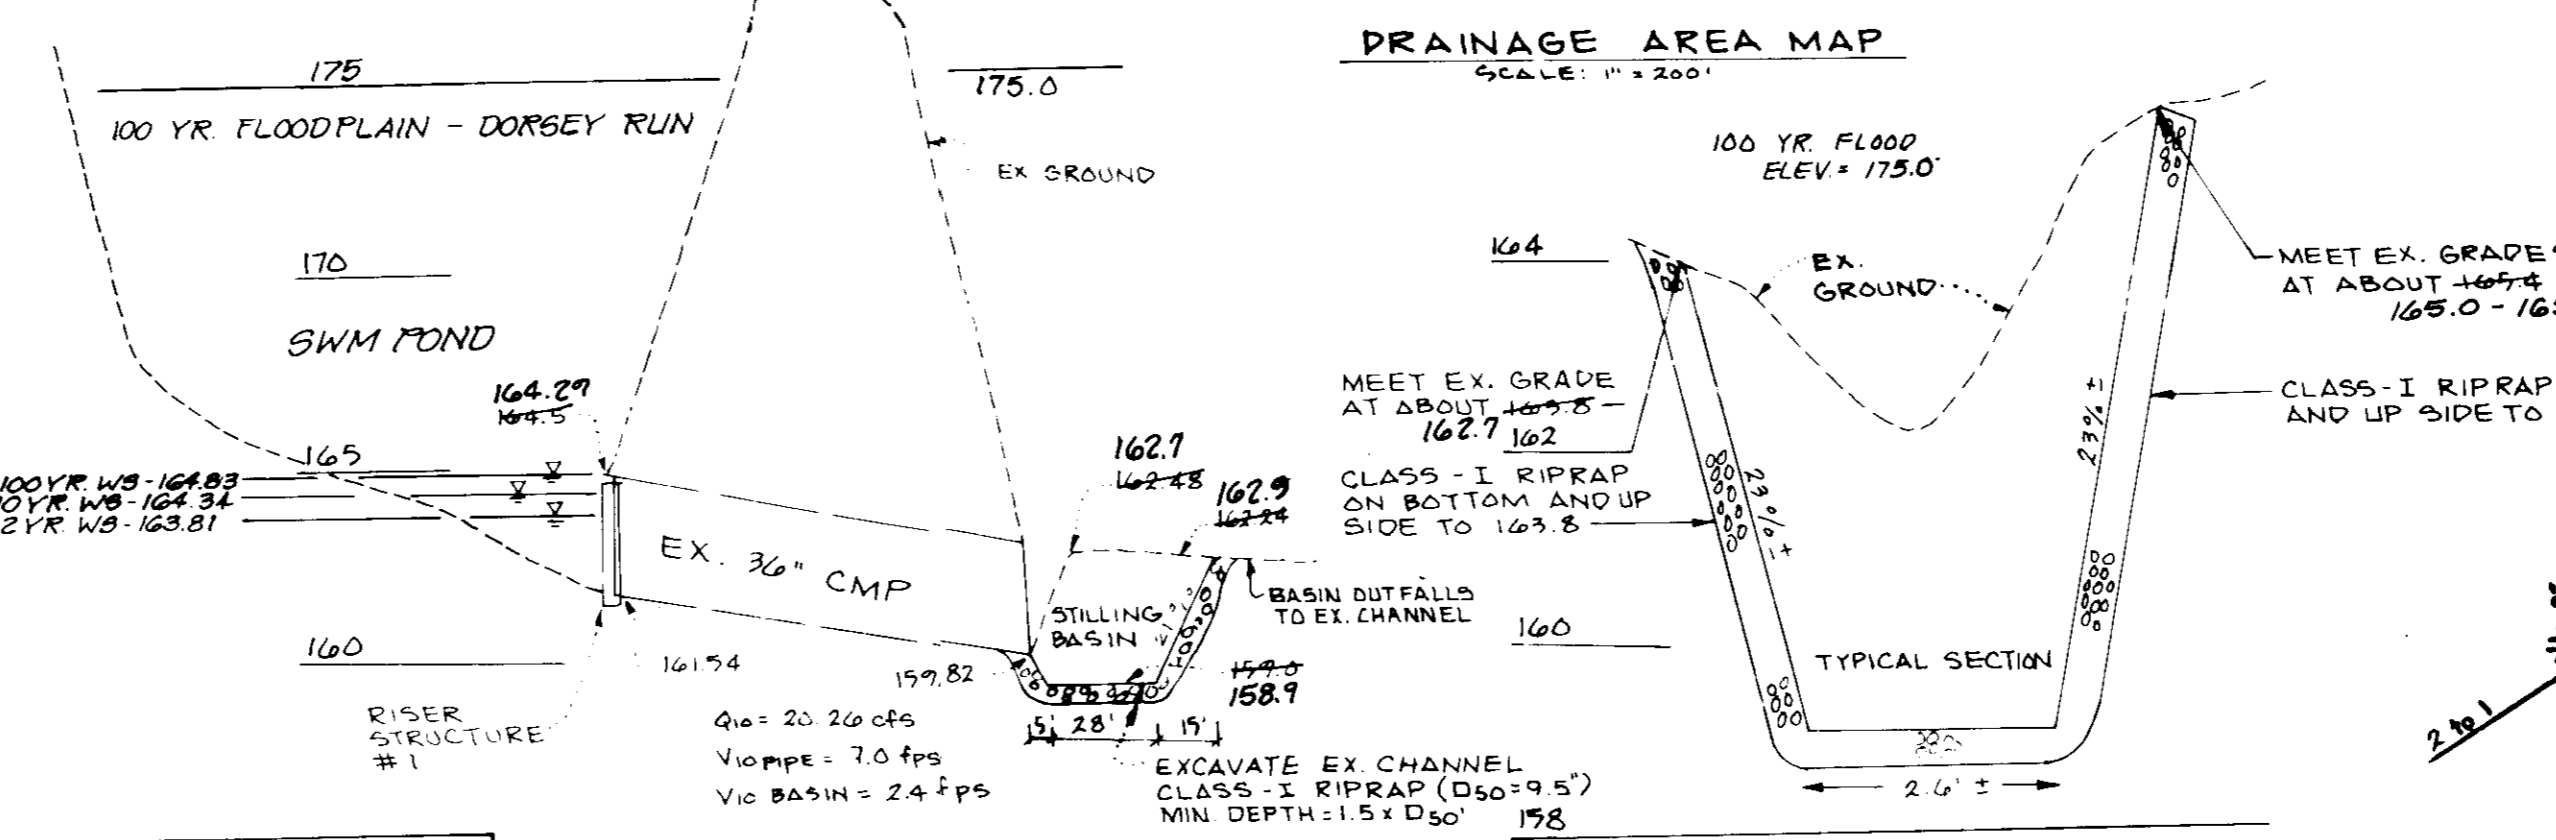 DRAINAGE AREA MAP
SCALE: 1" = 200'
175
100 YR. FLOODPLAIN - DORSEY RUN
175.0
EX GROUND
170
SWM POND
164.29
164.5
165
100 YR. WS - 164.83
0 YR. WS - 164.34
2 YR. WS - 163.81
EX. 36" CMP
162.7
162.48
162.9
162.24
STILLING
BASIN
BASIN OUTFALLS
TO EX. CHANNEL
160
161.54
159.82
159.0
158.9
RISER
STRUCTURE
# 1
Q10 = 20.26 cfs
V10 PIPE = 7.0 fps
V10 BASIN = 2.4 fps
5' 28' 15'
EXCAVATE EX. CHANNEL
CLASS - I RIPRAP (D50 = 9.5")
MIN. DEPTH = 1.5 x D50'
100 YR. FLOOD
ELEV. = 175.0
164
EX.
GROUND
MEET EX. GRADE
AT ABOUT 165.4
165.0 - 16
MEET EX. GRADE
AT ABOUT 163.8
162.7
162
CLASS - I RIPRAP
ON BOTTOM AND UP
SIDE TO 163.8
23% ±
23% ±
CLASS - I RIPRAP
AND UP SIDE TO
160
TYPICAL SECTION
2.6' ±
158
2 to 1